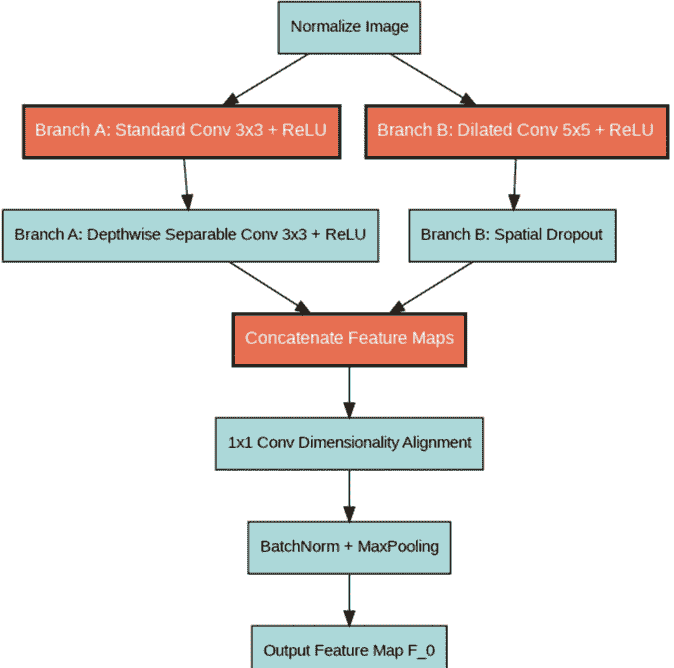 Normalize Image
Branch A: Standard Conv 3x3 + ReLU
Branch B: Dilated Conv 5x5 + ReLU
Branch A: Depthwise Separable Conv 3x3 + ReLU
Branch B: Spatial Dropout
Concatenate Feature Maps
1x1 Conv Dimensionality Alignment
BatchNorm + MaxPooling
Output Feature Map F_0